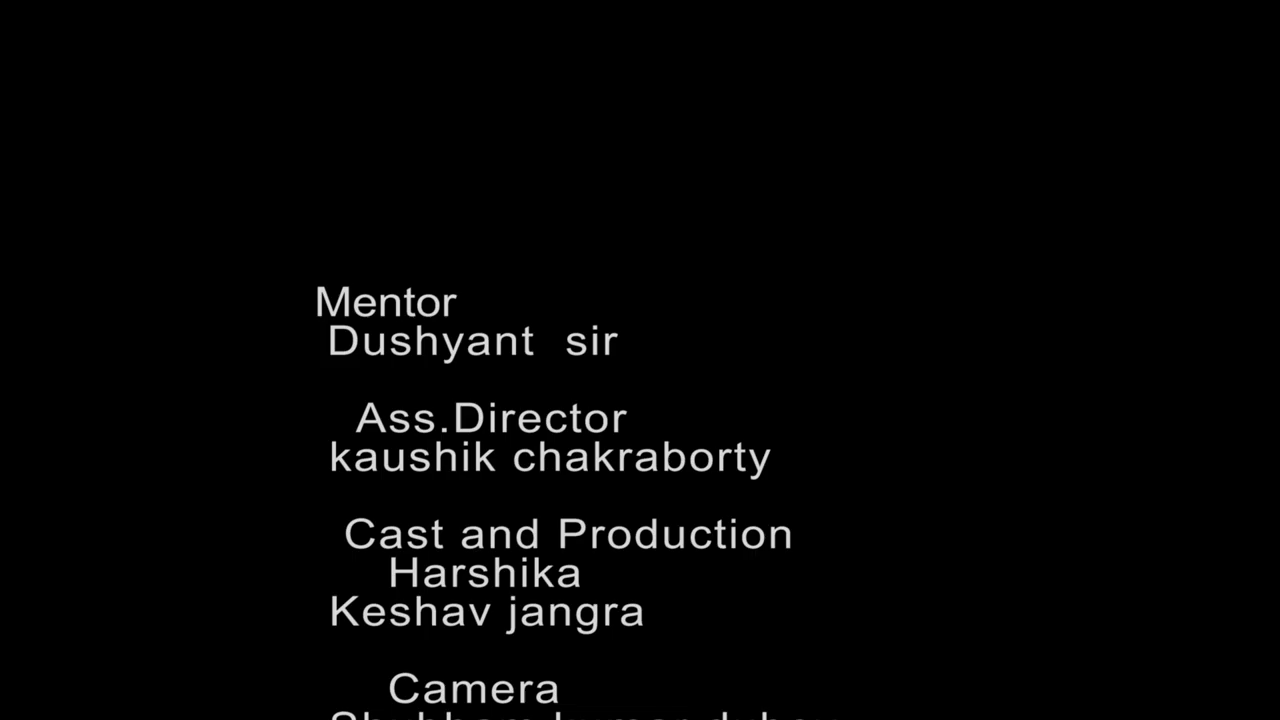 Mentor
Dushyant sir
Ass.Director
kaushik chakraborty
Cast and Production
Harshika
Keshav jangra
Camera